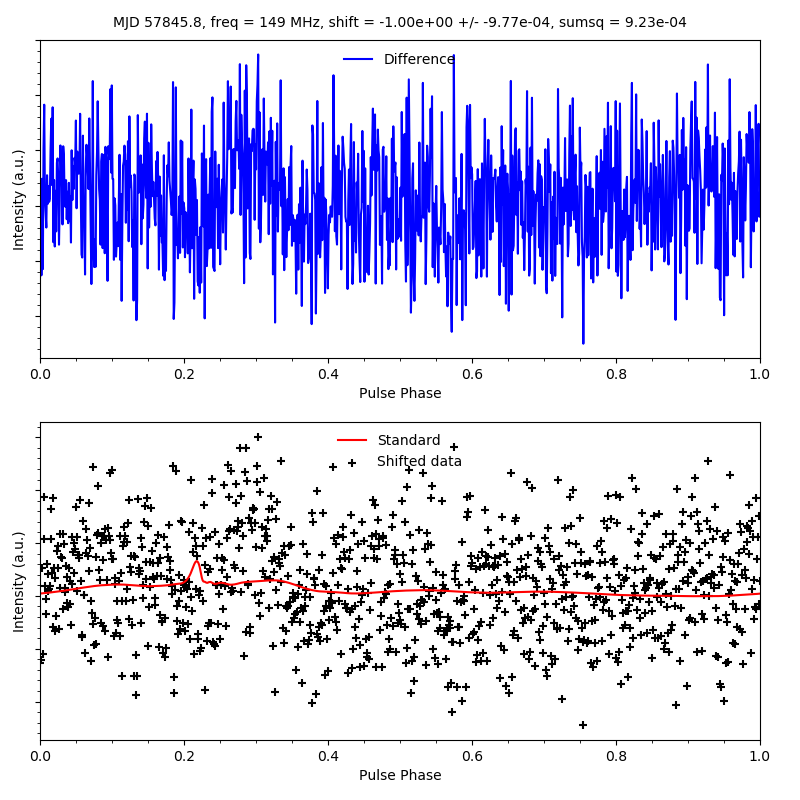 MJD 57845.8, freq = 149 MHz, shift = -1.00e+00 +/- -9.77e-04, sumsq = 9.23e-04
Difference
Intensity (a.u.)
0.0 0.2 0.4 0.6 0.8 1.0
Pulse Phase
Standard
Shifted data
Intensity (a.u.)
0.0 0.2 0.4 0.6 0.8 1.0
Pulse Phase